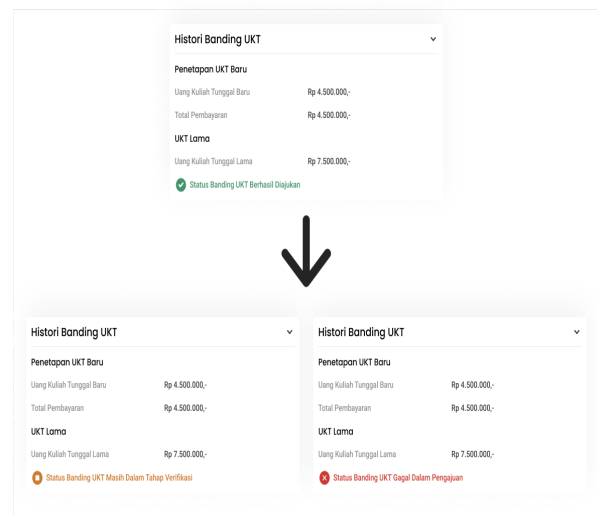 Histori Banding UKT
Penetapan UKT Baru
Uang Kuliah Tunggal Baru Rp 4.500.000,-
Total Pembayaran Rp 4.500.000,-
UKT Lama
Uang Kuliah Tunggal Lama Rp 7.500.000,-
Status Banding UKT Berhasil Diajukan
Histori Banding UKT
Penetapan UKT Baru
Uang Kuliah Tunggal Baru Rp 4.500.000,-
Total Pembayaran Rp 4.500.000,-
UKT Lama
Uang Kuliah Tunggal Lama Rp 7.500.000,-
Status Banding UKT Masih Dalam Tahap Verifikasi
Histori Banding UKT
Penetapan UKT Baru
Uang Kuliah Tunggal Baru Rp 4.500.000,-
Total Pembayaran Rp 4.500.000,-
UKT Lama
Uang Kuliah Tunggal Lama Rp 7.500.000,-
Status Banding UKT Gagal Dalam Pengajuan